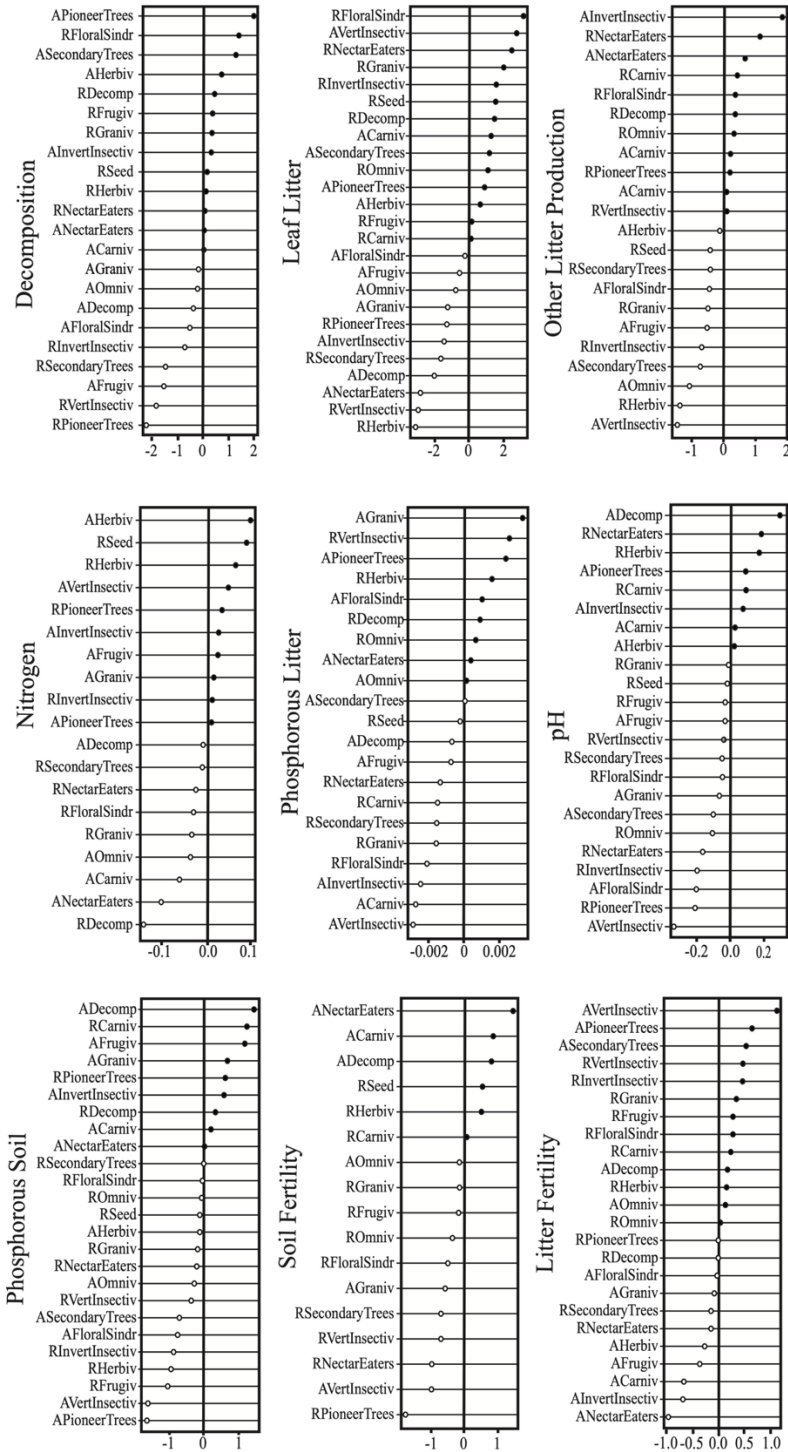 Decomposition
APioneerTrees
RFloralSindr
ASecondaryTrees
AHerbiv
RDecomp
RFrugiv
RGraniv
AInvertInsectiv
RSeed
RHerbiv
RNectarEaters
ANectarEaters
ACarniv
AGraniv
AOmniv
ADecomp
AFloralSindr
RInvertInsectiv
RSecondaryTrees
AFrugiv
RVertInsectiv
RPioneerTrees
-2 -1 0 1 2
Leaf Litter
RFloralSindr
AVertInsectiv
RNectarEaters
RGraniv
RInvertInsectiv
RSeed
RDecomp
ACarniv
ASecondaryTrees
ROmniv
APioneerTrees
AHerbiv
RFrugiv
RCarniv
AFloralSindr
AFrugiv
AOmniv
AGraniv
RPioneerTrees
AInvertInsectiv
RSecondaryTrees
ADecomp
ANectarEaters
RVertInsectiv
RHerbiv
-2 0 2
Other Litter Production
AInvertInsectiv
RNectarEaters
ANectarEaters
RCarniv
RFloralSindr
RDecomp
ROmniv
ACarniv
RPioneerTrees
ACarniv
RVertInsectiv
AHerbiv
RSeed
RSecondaryTrees
AFloralSindr
RGraniv
AFrugiv
RInvertInsectiv
ASecondaryTrees
AOmniv
RHerbiv
AVertInsectiv
-1 0 1 2
Nitrogen
AHerbiv
RSeed
RHerbiv
AVertInsectiv
RPioneerTrees
AInvertInsectiv
AFrugiv
AGraniv
RInvertInsectiv
APioneerTrees
ADecomp
RSecondaryTrees
RNectarEaters
RFloralSindr
RGraniv
AOmniv
ACarniv
ANectarEaters
RDecomp
-0.1 0.0 0.1
Phosphorous Litter
AGraniv
RVertInsectiv
APioneerTrees
RHerbiv
AFloralSindr
RDecomp
ROmniv
ANectarEaters
AOmniv
ASecondaryTrees
RSeed
ADecomp
AFrugiv
RNectarEaters
RCarniv
RSecondaryTrees
RGraniv
RFloralSindr
AInvertInsectiv
ACarniv
AVertInsectiv
-0.002 0 0.002
pH
ADecomp
RNectarEaters
RHerbiv
APioneerTrees
RCarniv
AInvertInsectiv
ACarniv
AHerbiv
RGraniv
RSeed
RFrugiv
AFrugiv
RVertInsectiv
RSecondaryTrees
RFloralSindr
AGraniv
ASecondaryTrees
ROmniv
RNectarEaters
RInvertInsectiv
AFloralSindr
RPioneerTrees
AVertInsectiv
-0.2 0.0 0.2
Phosphorous Soil
ADecomp
RCarniv
AFrugiv
AGraniv
RPioneerTrees
AInvertInsectiv
RDecomp
ACarniv
ANectarEaters
RSecondaryTrees
RFloralSindr
ROmniv
RSeed
AHerbiv
RGraniv
RNectarEaters
AOmniv
RVertInsectiv
ASecondaryTrees
AFloralSindr
RInvertInsectiv
RHerbiv
RFrugiv
AVertInsectiv
APioneerTrees
-1 0 1
Soil Fertility
ANectarEaters
ACarniv
ADecomp
RSeed
RHerbiv
RCarniv
AOmniv
RGraniv
RFrugiv
ROmniv
RFloralSindr
AGraniv
RSecondaryTrees
RVertInsectiv
RNectarEaters
AVertInsectiv
RPioneerTrees
-1 0 1
Litter Fertility
AVertInsectiv
APioneerTrees
ASecondaryTrees
RVertInsectiv
RInvertInsectiv
RGraniv
RFrugiv
RFloralSindr
RCarniv
ADecomp
RHerbiv
AOmniv
ROmniv
RPioneerTrees
RDecomp
AFloralSindr
AGraniv
RSecondaryTrees
RNectarEaters
AHerbiv
AFrugiv
ACarniv
AInvertInsectiv
ANectarEaters
-1.0 -0.5 0.0 0.5 1.0